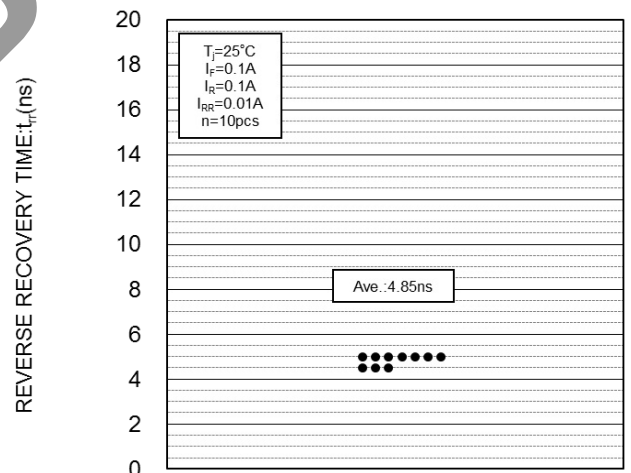 REVERSE RECOVERY TIME:trr(ns)
20
18
16
14
12
10
8
6
4
2
0
Tj=25°C
IF=0.1A
IR=0.1A
IRR=0.01A
n=10pcs
Ave.:4.85ns